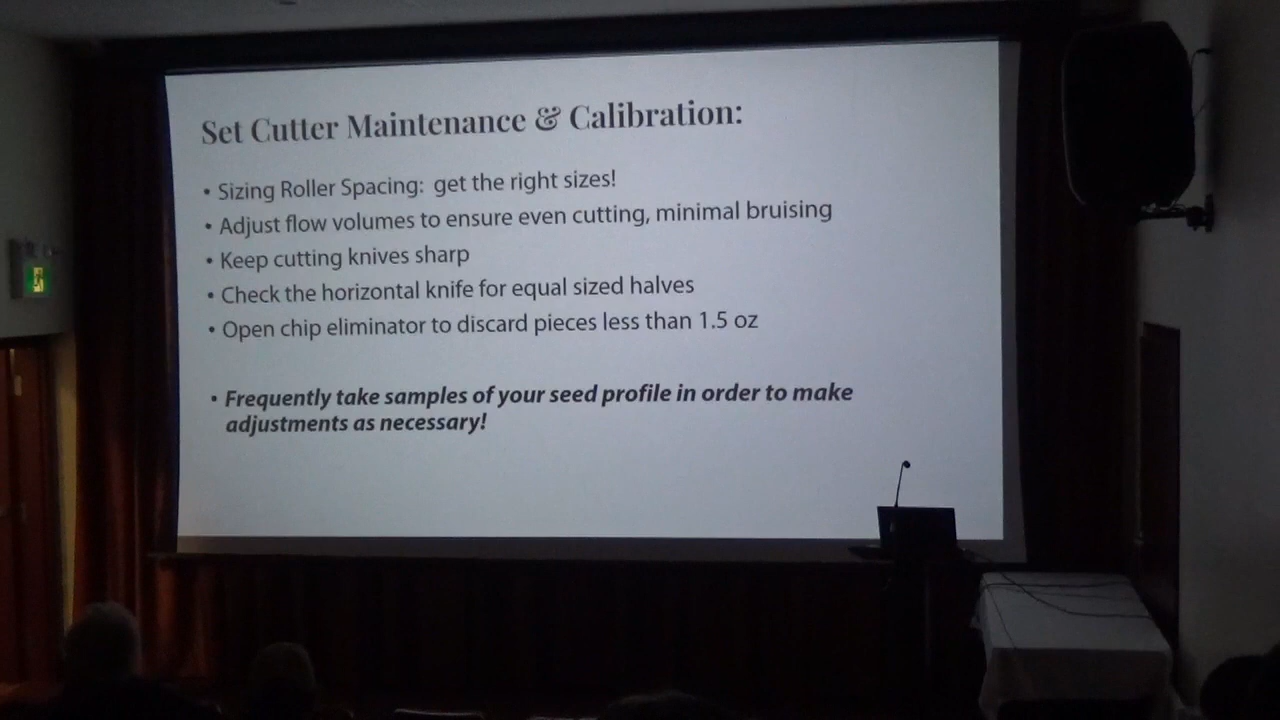 Set Cutter Maintenance & Calibration:
• Sizing Roller Spacing: get the right sizes!
• Adjust flow volumes to ensure even cutting, minimal bruising
• Keep cutting knives sharp
• Check the horizontal knife for equal sized halves
• Open chip eliminator to discard pieces less than 1.5 oz
• Frequently take samples of your seed profile in order to make
adjustments as necessary!